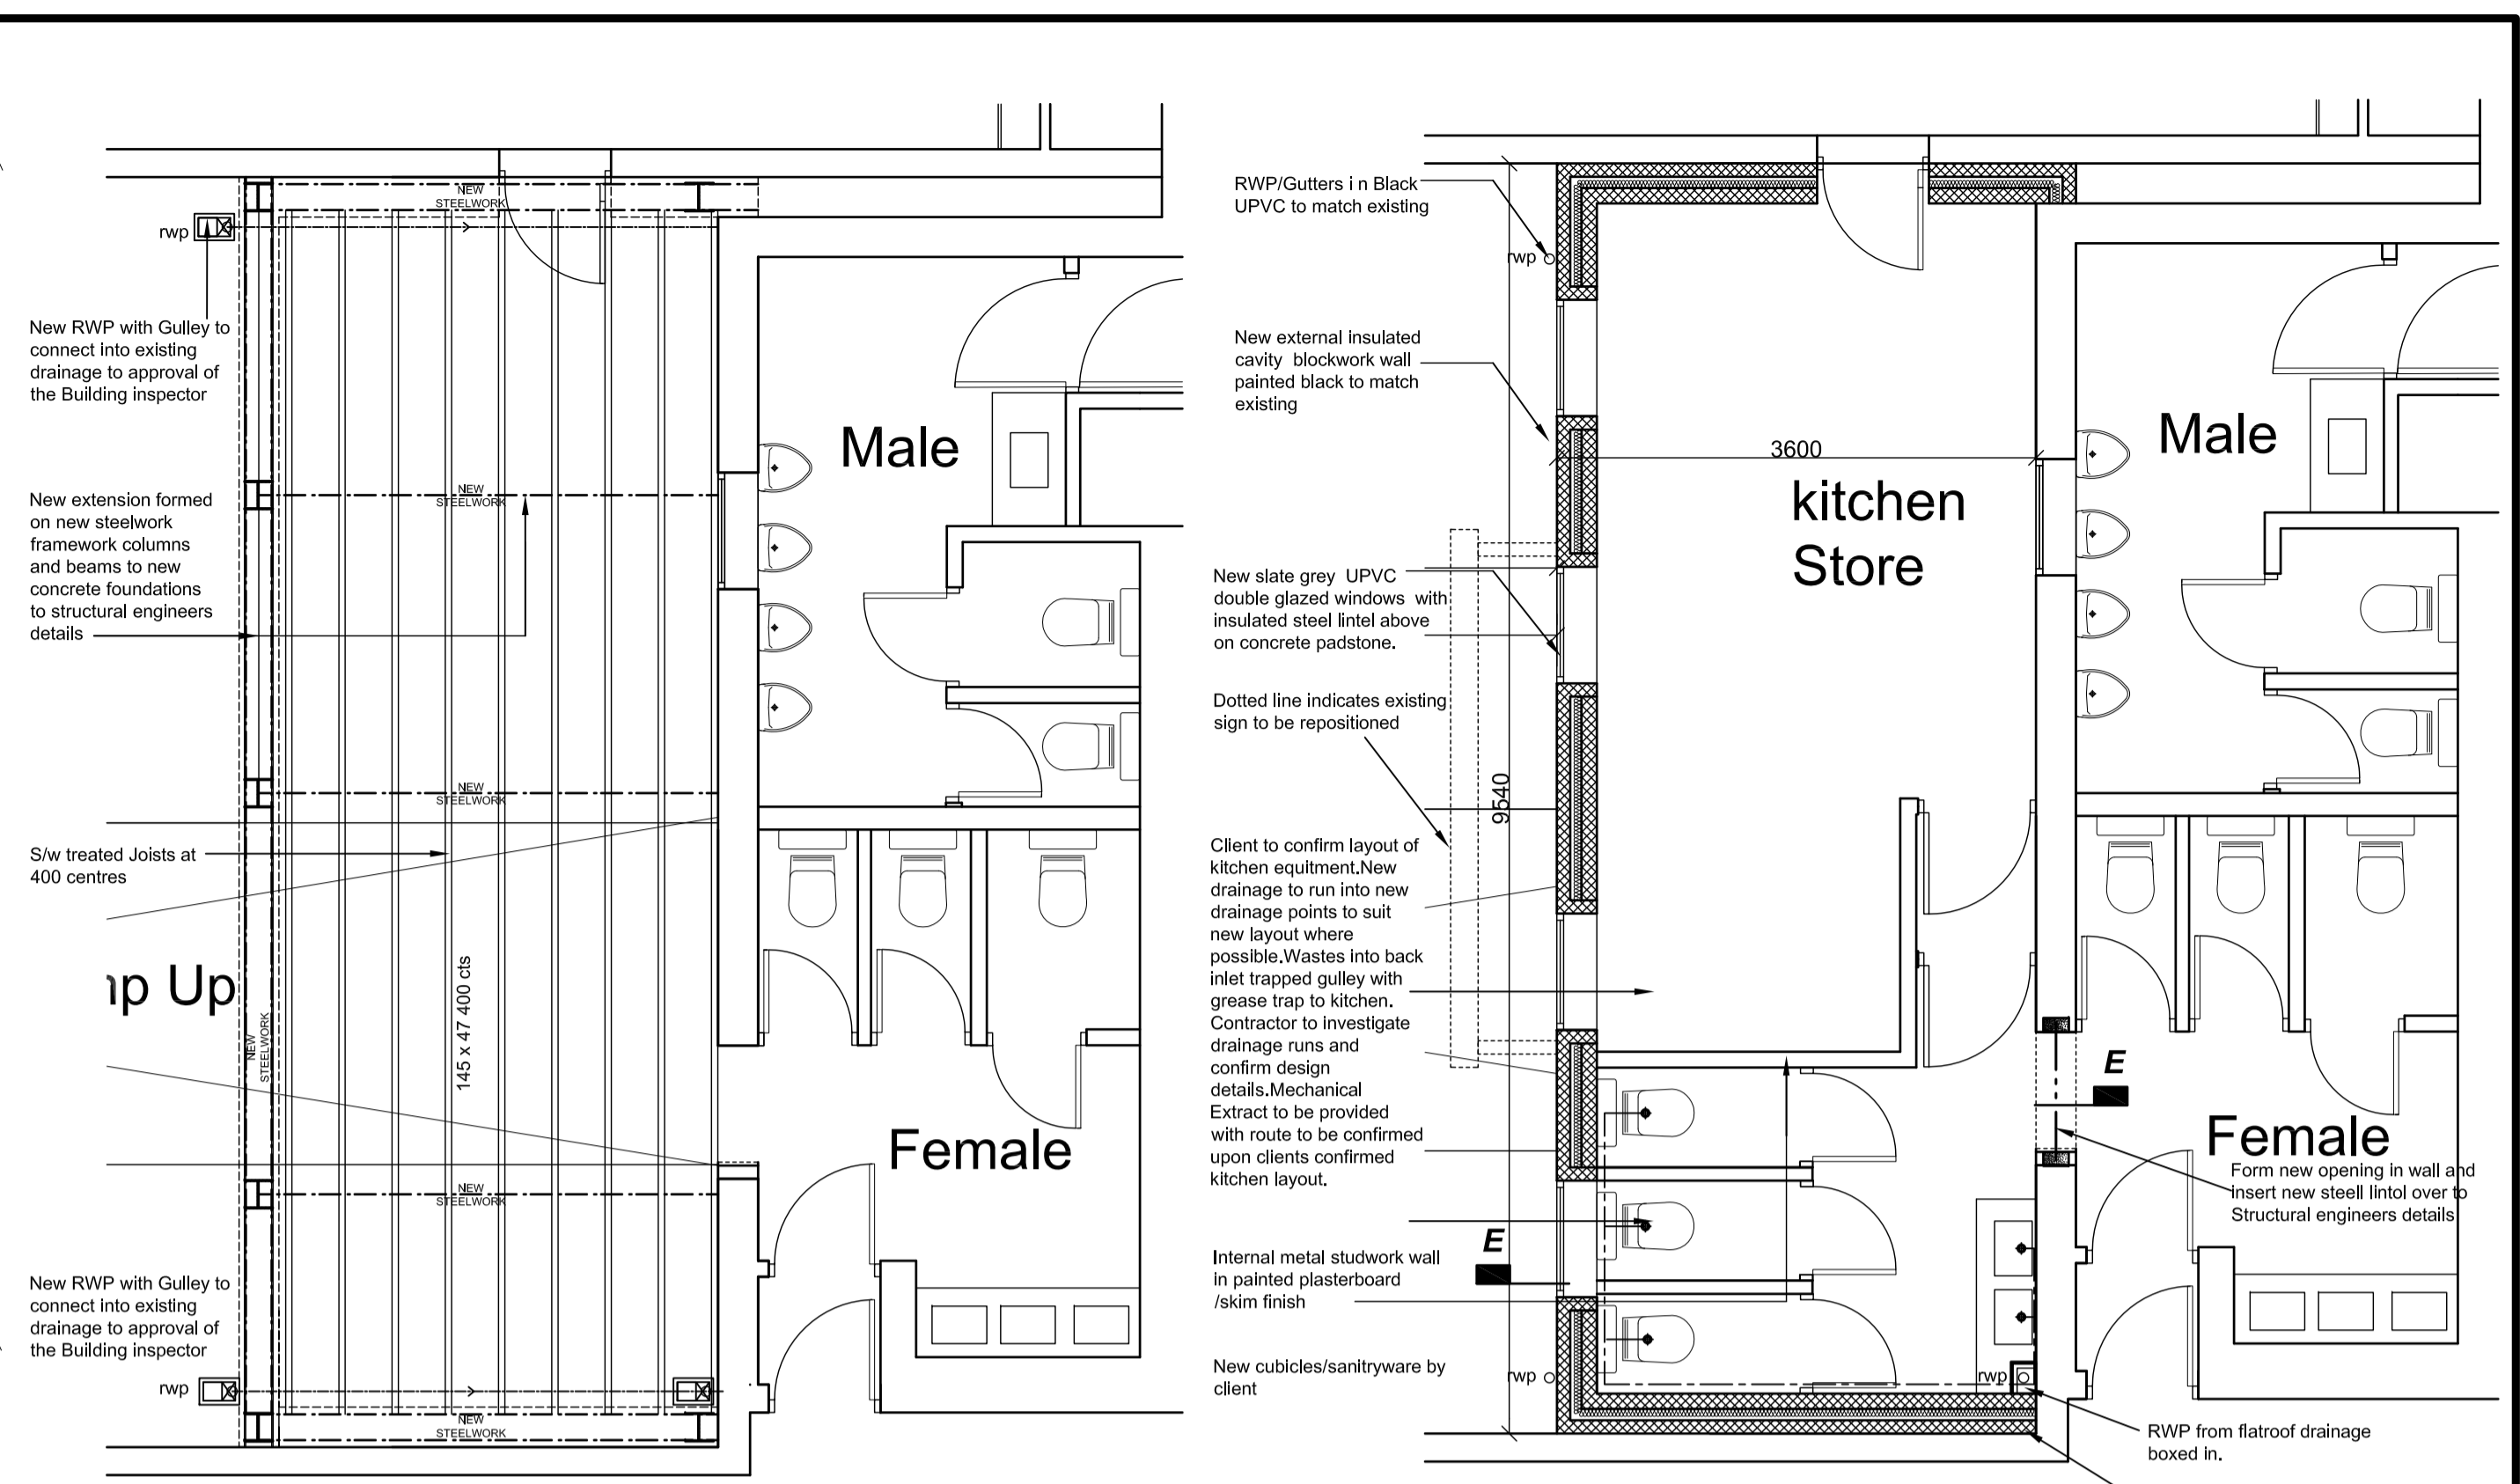 NEW
STEELWORK
rwp
New RWP with Gulley to
connect into existing
drainage to approval of
the Building inspector
Male
NEW
STEELWORK
New extension formed
on new steelwork
framework columns
and beams to new
concrete foundations
to structural engineers
details
NEW
STEELWORK
S/w treated Joists at
400 centres
145 x 47 400 cts
Up
NEW
STEELWORK
Female
NEW
STEELWORK
New RWP with Gulley to
connect into existing
drainage to approval of
the Building inspector
rwp
NEW
STEELWORK
RWP/Gutters i n Black
UPVC to match existing
rwp
New external insulated
cavity blockwork wall
painted black to match
existing
3600
kitchen
Store
Male
New slate grey UPVC
double glazed windows with
insulated steel lintel above
on concrete padstone.
Dotted line indicates existing
sign to be repositioned
9540
Client to confirm layout of
kitchen equitment.New
drainage to run into new
drainage points to suit
new layout where
possible.Wastes into back
inlet trapped gulley with
grease trap to kitchen.
Contractor to investigate
drainage runs and
confirm design
details.Mechanical
Extract to be provided
with route to be confirmed
upon clients confirmed
kitchen layout.
E
Female
Form new opening in wall and
insert new steell lintol over to
Structural engineers details
E
Internal metal studwork wall
in painted plasterboard
/skim finish
New cubicles/sanitryware by
client
rwp
rwp
RWP from flatroof drainage
boxed in.